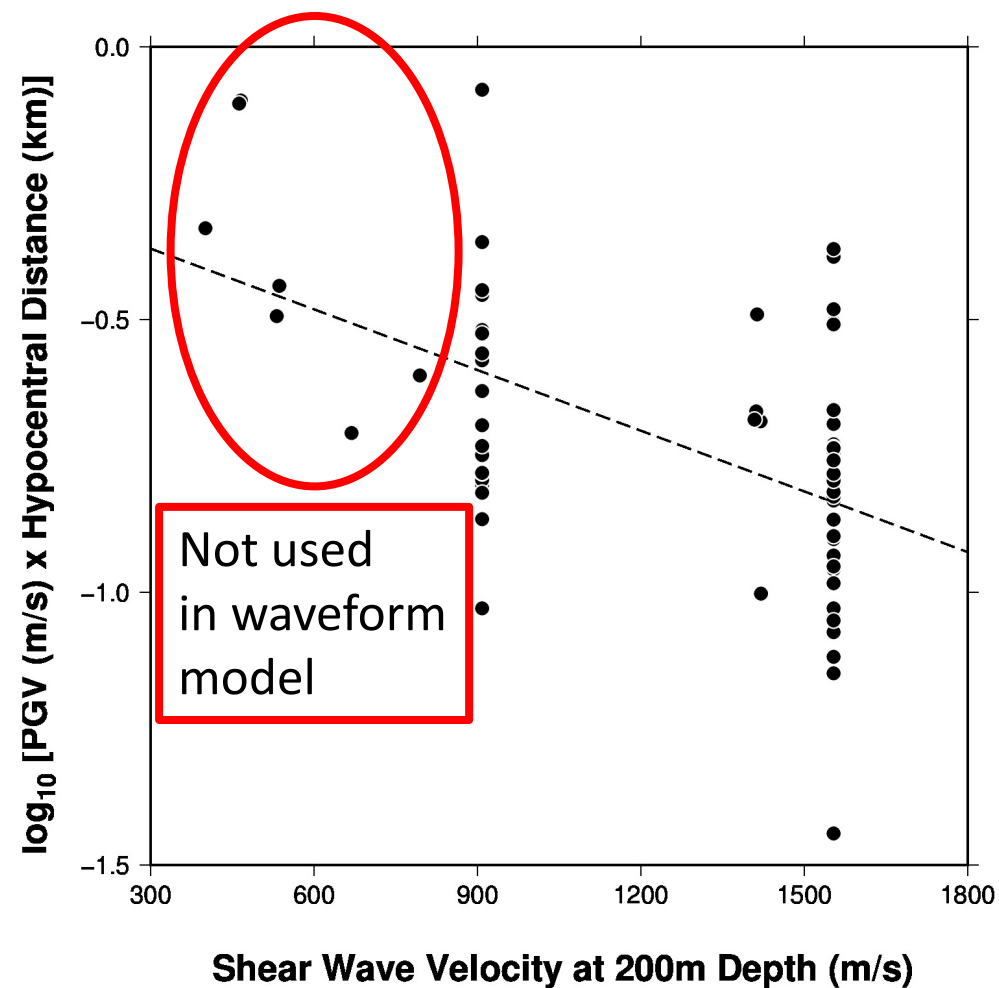 log₁₀ [PGV (m/s) x Hypocentral Distance (km)]
0.0
−0.5
−1.0
−1.5
Not used
in waveform
model
300 600 900 1200 1500 1800
Shear Wave Velocity at 200m Depth (m/s)